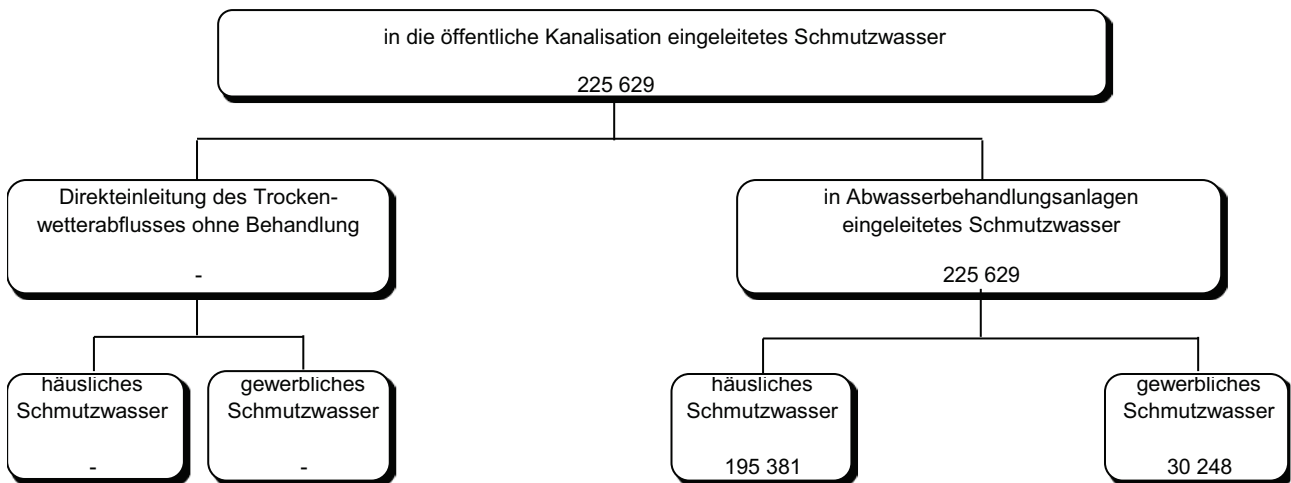 in die öffentliche Kanalisation eingeleitetes Schmutzwasser
225 629
Direkteinleitung des Trocken-
wetterabflusses ohne Behandlung
-
in Abwasserbehandlungsanlagen
eingeleitetes Schmutzwasser
225 629
häusliches
Schmutzwasser
-
gewerbliches
Schmutzwasser
-
häusliches
Schmutzwasser
195 381
gewerbliches
Schmutzwasser
30 248